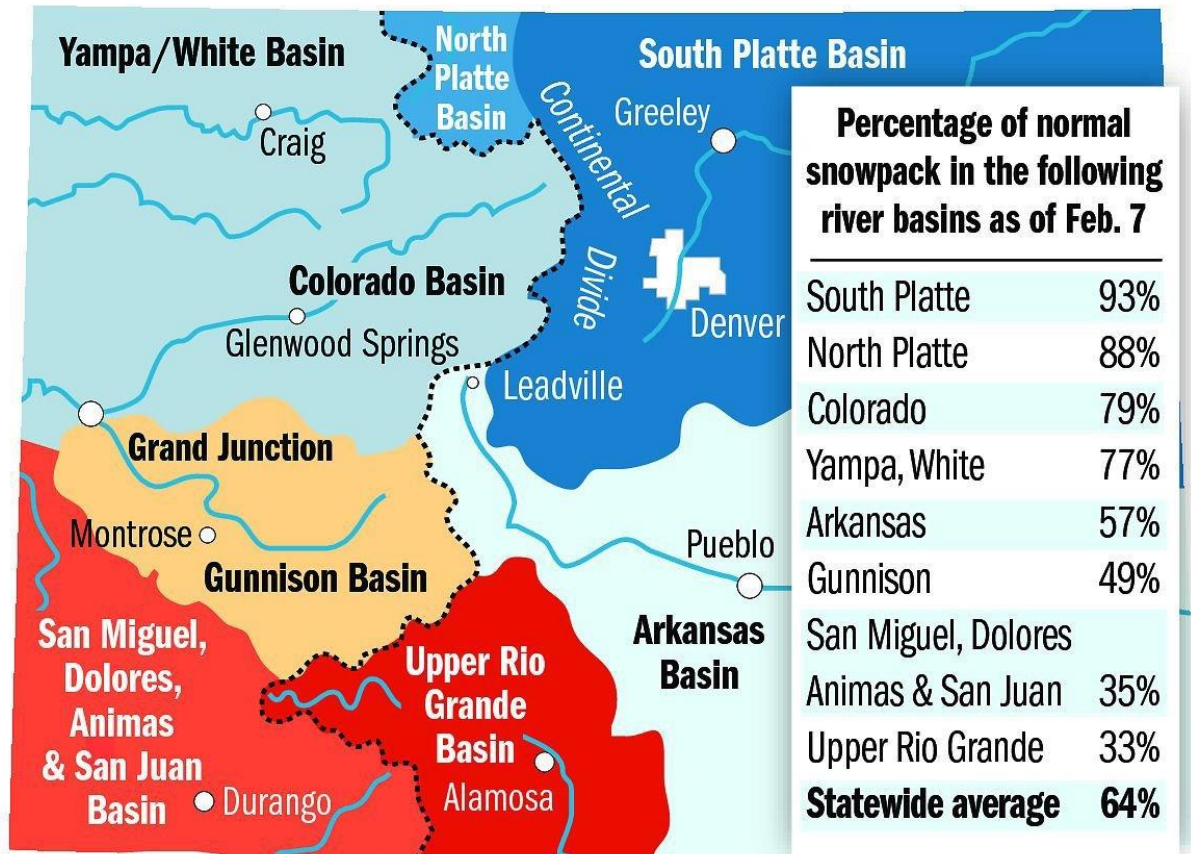 Yampa/White Basin
North
Platte
Basin
South Platte Basin
Continental
Divide
Greeley
Craig
Colorado Basin
Glenwood Springs
Denver
Leadville
Grand Junction
Montrose
Gunnison Basin
Pueblo
Arkansas
Basin
San Miguel,
Dolores,
Animas
& San Juan
Basin
Upper Rio
Grande
Basin
Durango
Alamosa
Percentage of normal
snowpack in the following
river basins as of Feb. 7
South Platte 93%
North Platte 88%
Colorado 79%
Yampa, White 77%
Arkansas 57%
Gunnison 49%
San Miguel, Dolores
Animas & San Juan 35%
Upper Rio Grande 33%
Statewide average 64%